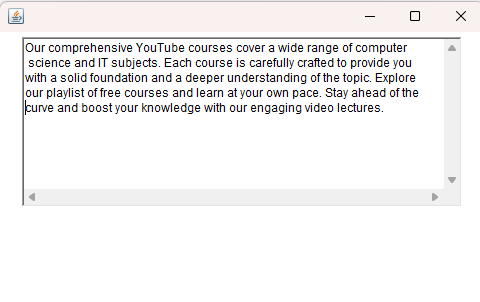 Our comprehensive YouTube courses cover a wide range of computer
science and IT subjects. Each course is carefully crafted to provide you
with a solid foundation and a deeper understanding of the topic. Explore
our playlist of free courses and learn at your own pace. Stay ahead of the
curve and boost your knowledge with our engaging video lectures.